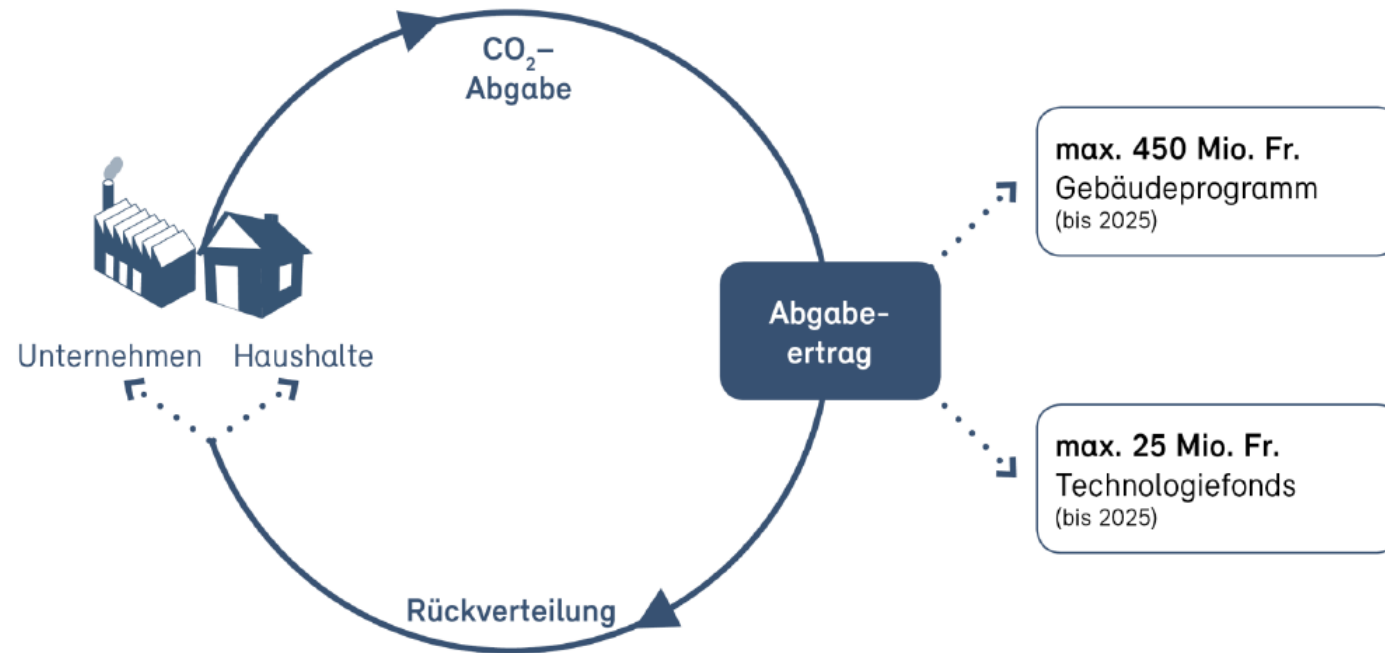 CO₂–
Abgabe
Unternehmen
Haushalte
Abgabe-
ertrag
max. 450 Mio. Fr.
Gebäudeprogramm
(bis 2025)
max. 25 Mio. Fr.
Technologiefonds
(bis 2025)
Rückverteilung